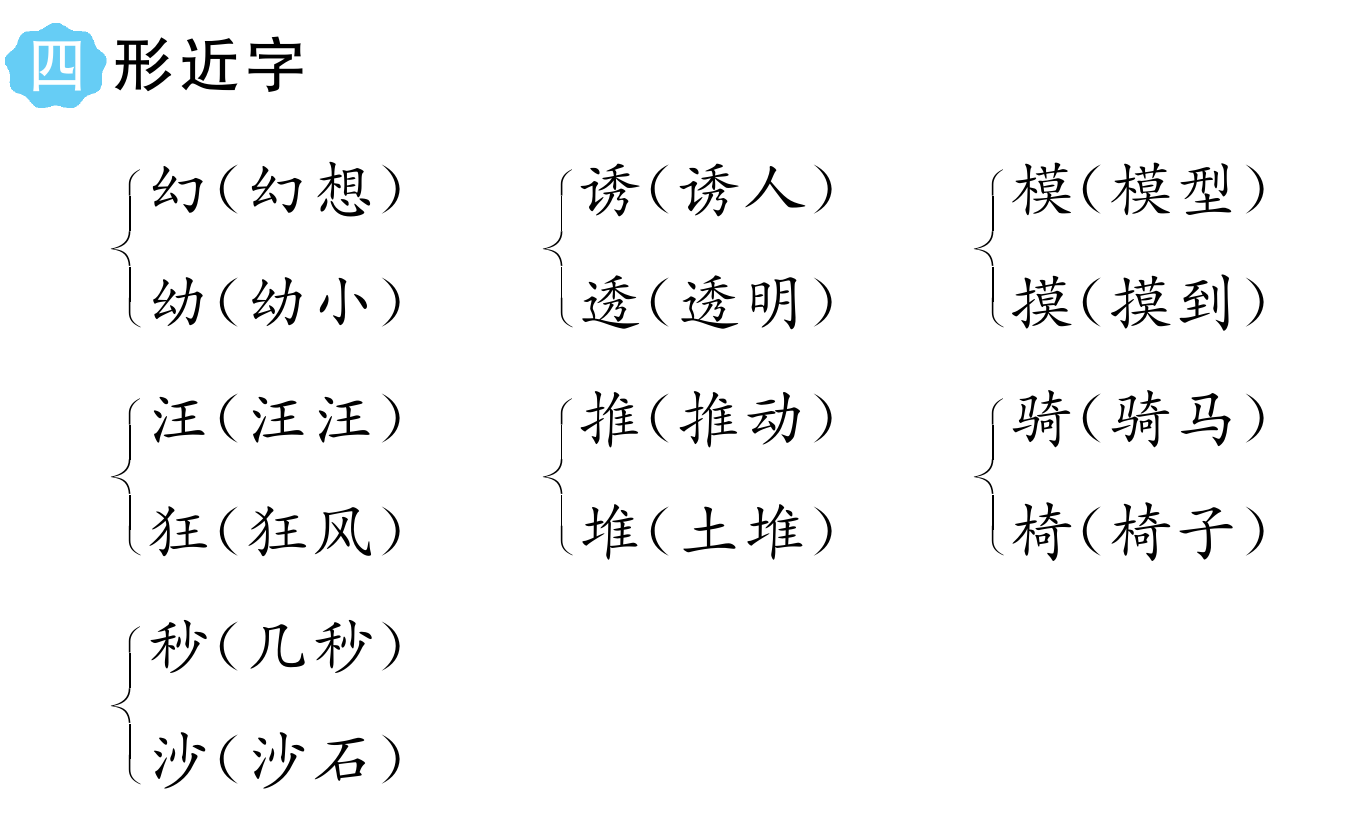 四 形近字
幻(幻想) 诱(诱人) 模(模型)
幼(幼小) 透(透明) 摸(摸到)
汪(汪汪) 推(推动) 骑(骑马)
狂(狂风) 堆(土堆) 椅(椅子)
秒(几秒)
沙(沙石)